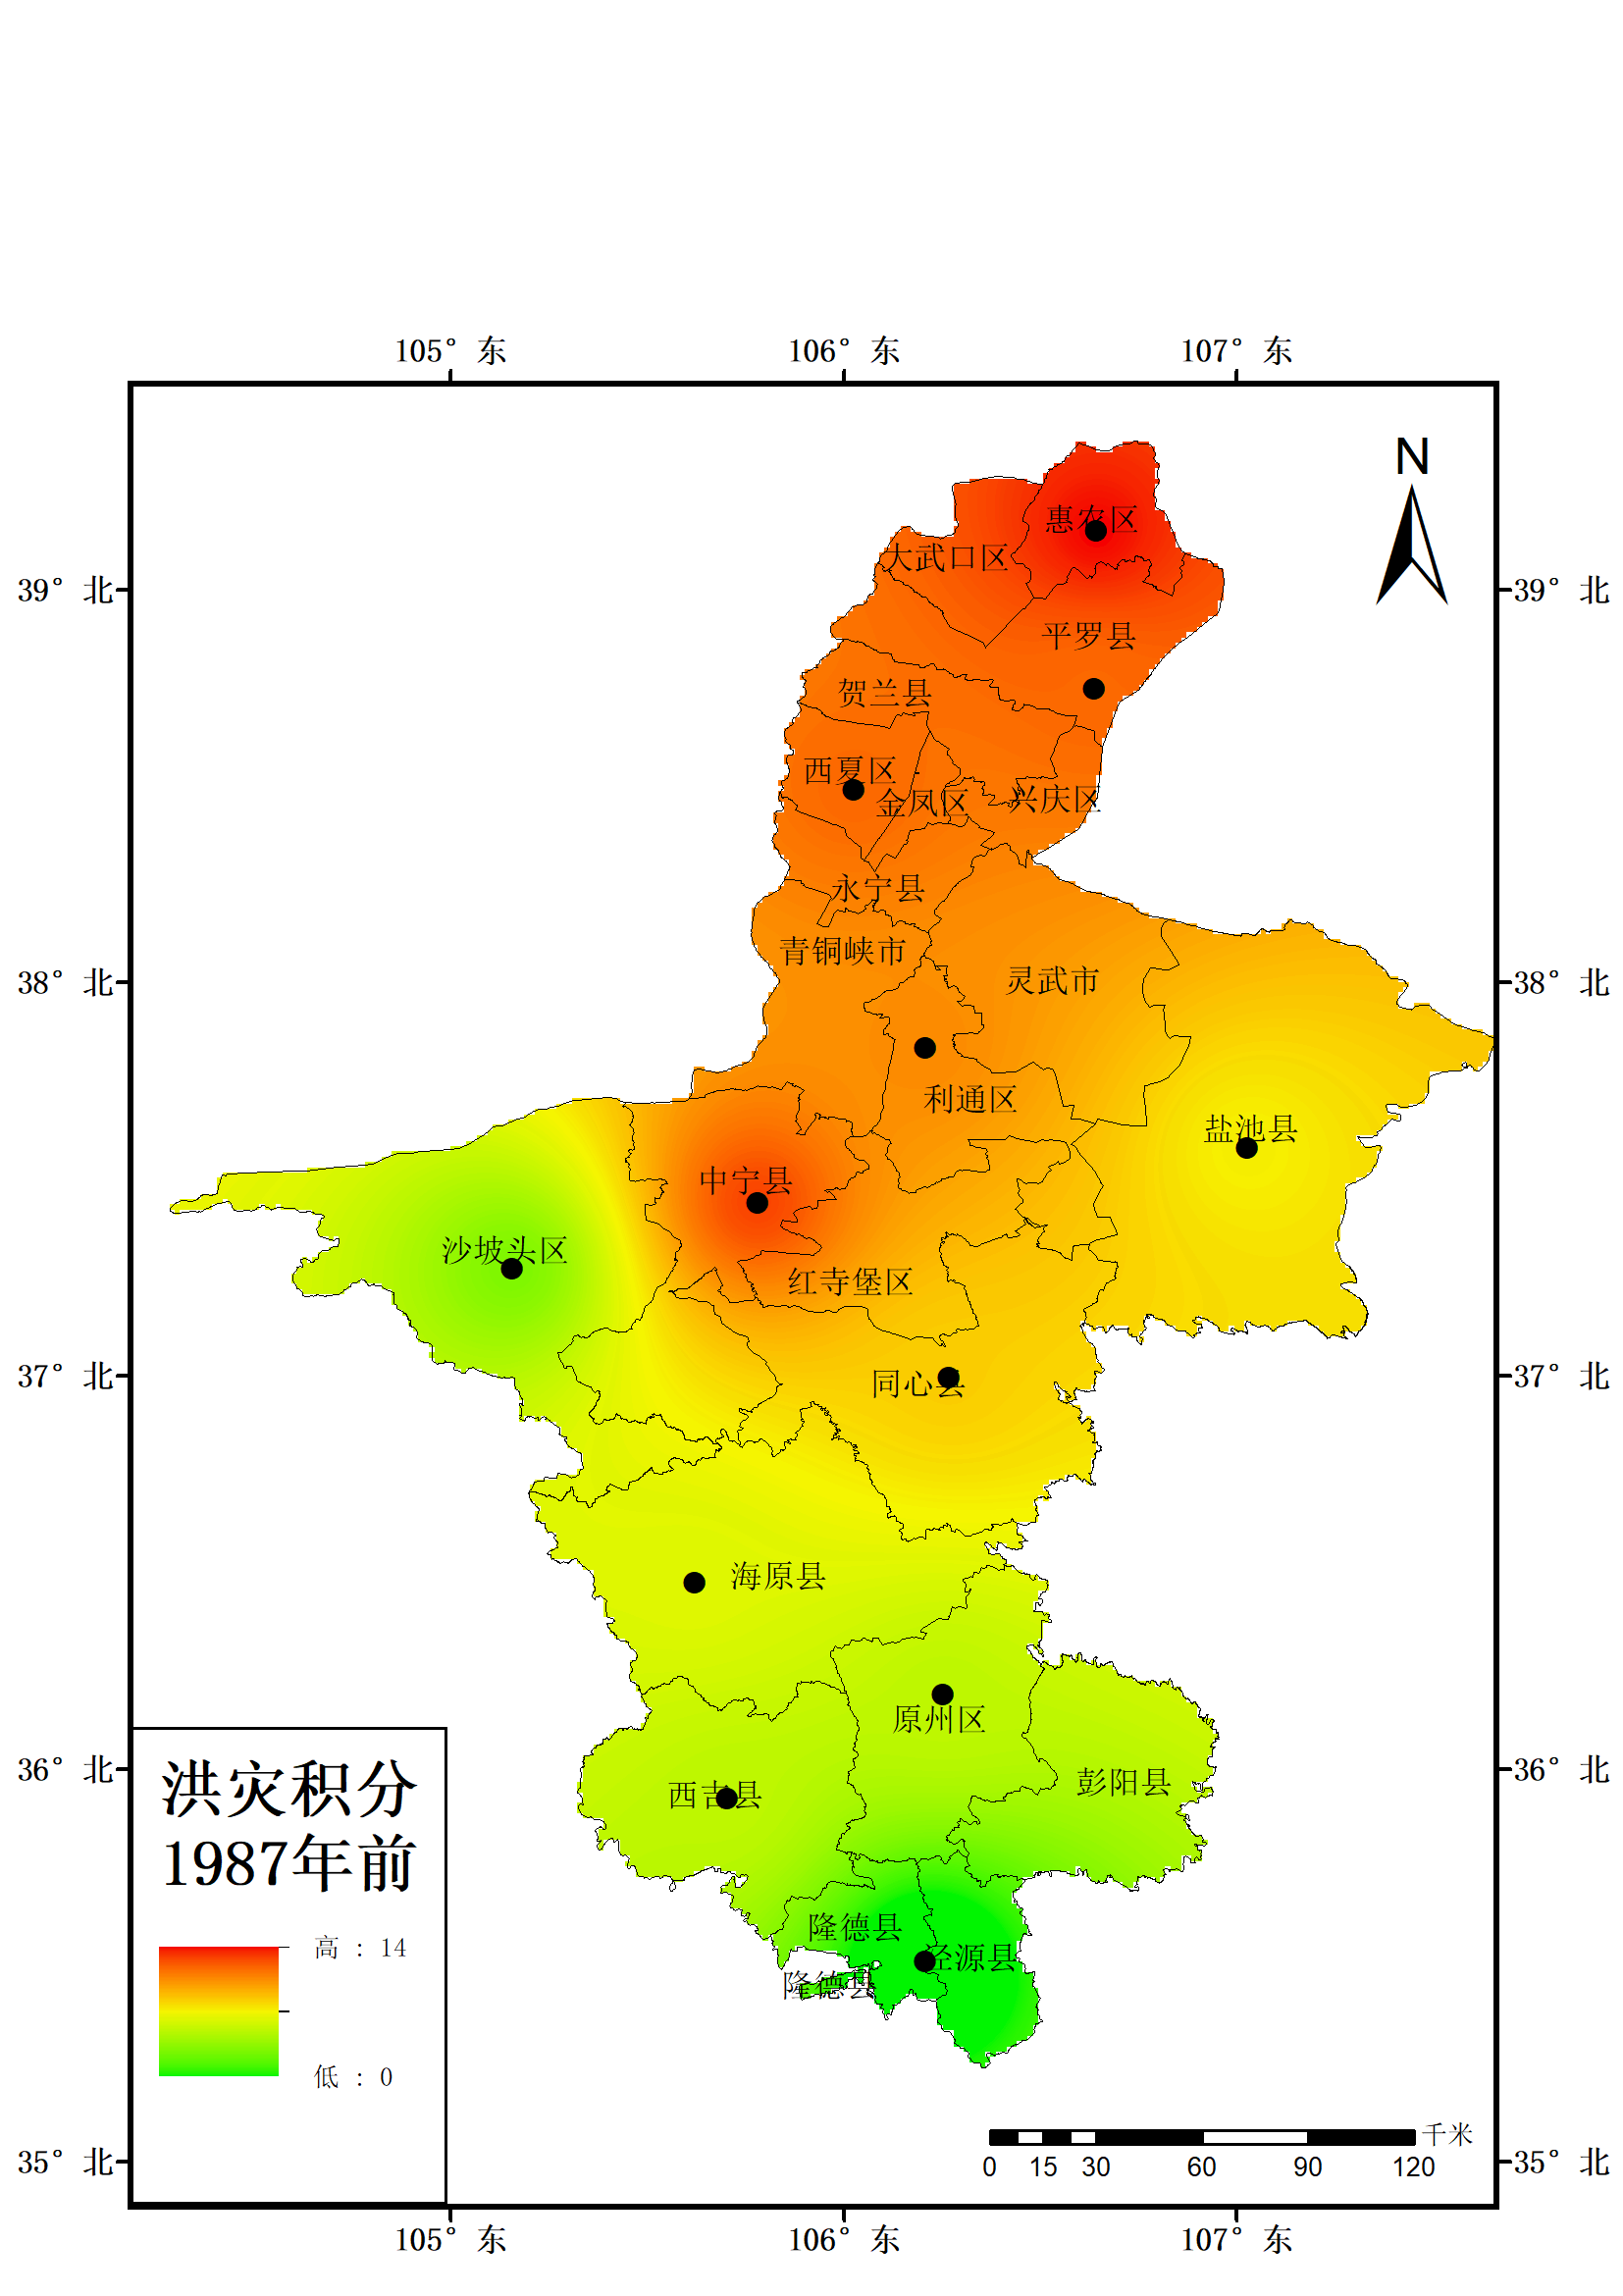 105° 东
106° 东
107° 东
N
惠农区
大武口区
39° 北
39° 北
平罗县
贺兰县
西夏区
金凤区
兴庆区
永宁县
青铜峡市
38° 北
灵武市
38° 北
利通区
盐池县
中宁县
沙坡头区
红寺堡区
37° 北
同心县
37° 北
海原县
原州区
36° 北
西吉县
彭阳县
36° 北
洪灾积分
1987年前
隆德县
泾源县
高 : 14
隆德县
低 : 0
千米
35° 北
0 15 30 60 90 120
35° 北
105° 东
106° 东
107° 东